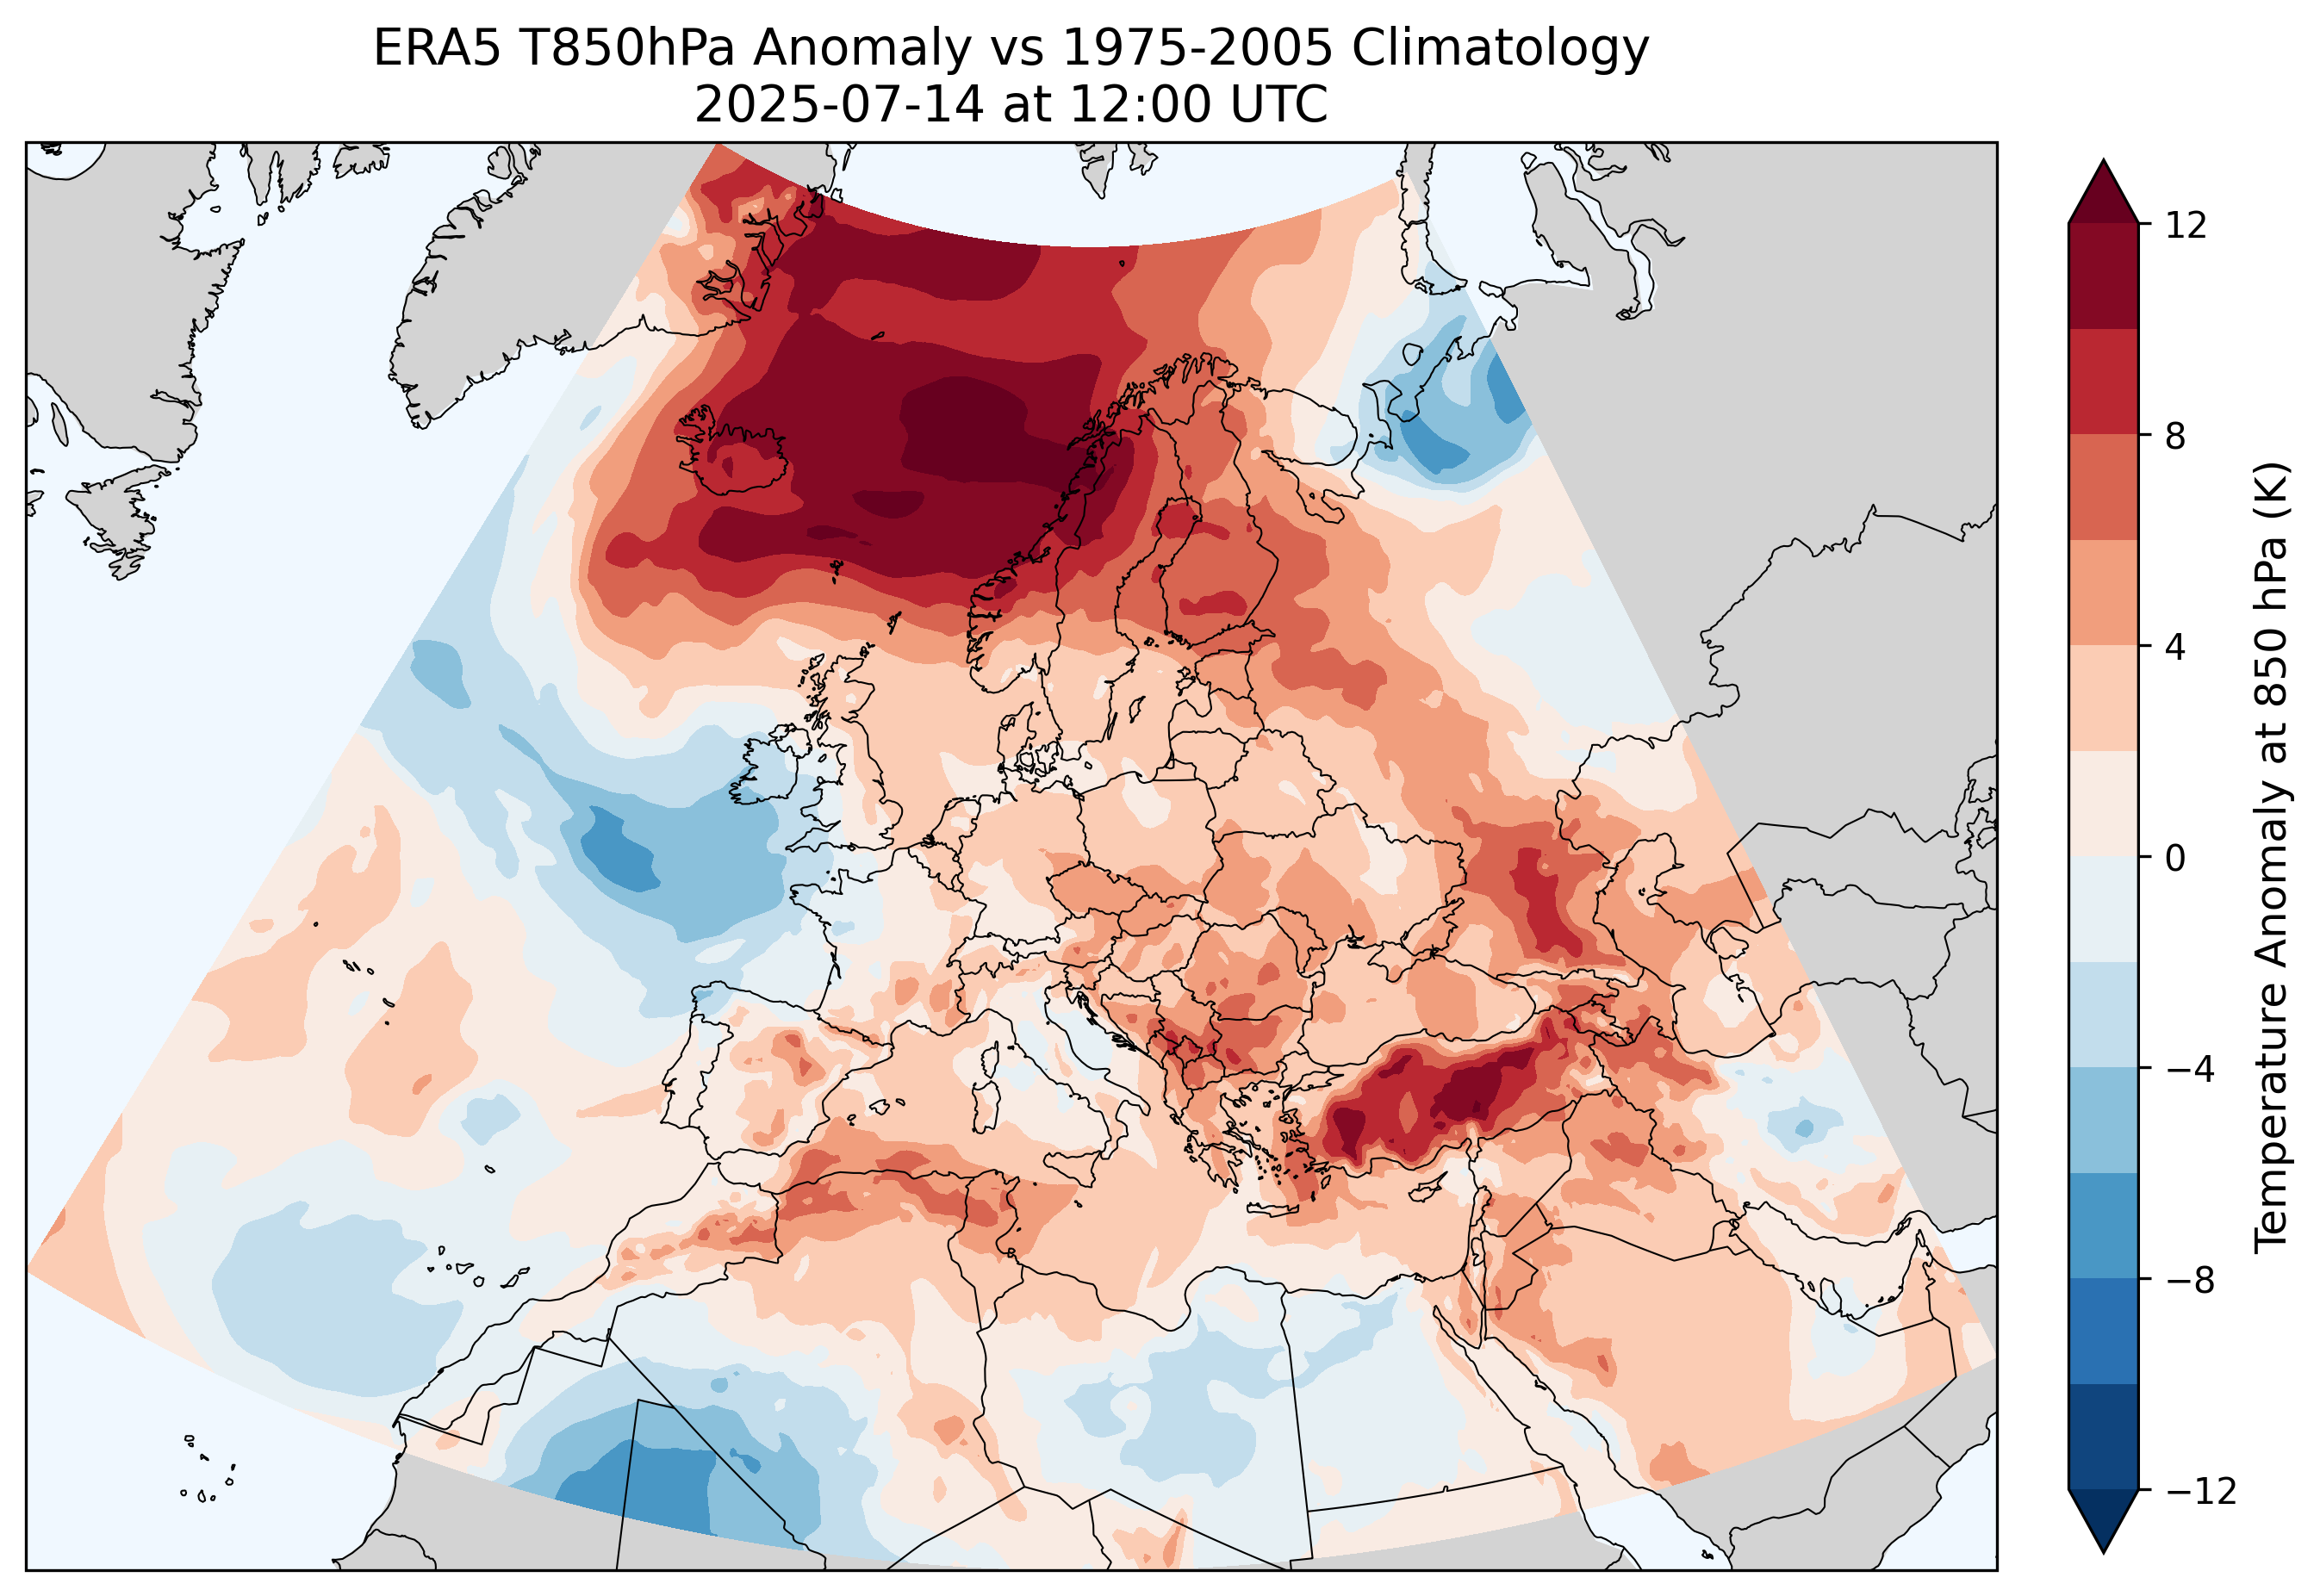 ERA5 T850hPa Anomaly vs 1975-2005 Climatology
2025-07-14 at 12:00 UTC
12
8
4
0
−4
−8
−12
Temperature Anomaly at 850 hPa (K)